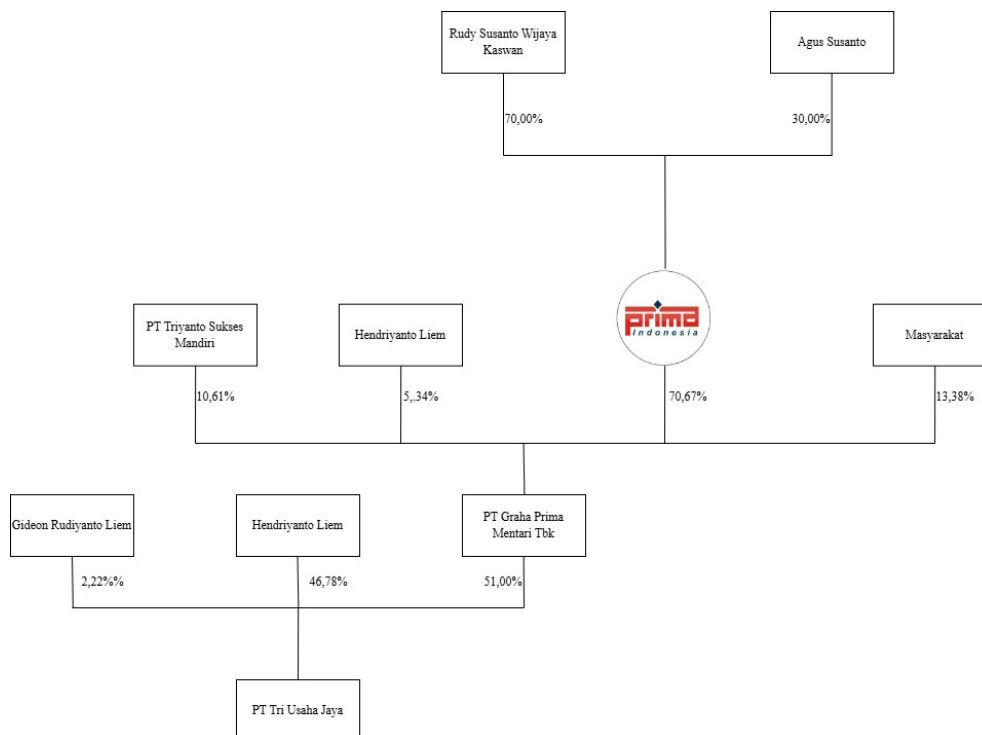 Rudy Susanto Wijaya
Kaswan
Agus Susanto
70,00%
30,00%
PT Triyanto Sukses
Mandiri
Hendriyanto Liem
prima
indonesia
Masyarakat
10,61%
5,.34%
70,67%
13,38%
Gideon Rudiyanto Liem
Hendriyanto Liem
PT Graha Prima
Mentari Tbk
2,22%%
46,78%
51,00%
PT Tri Usaha Jaya